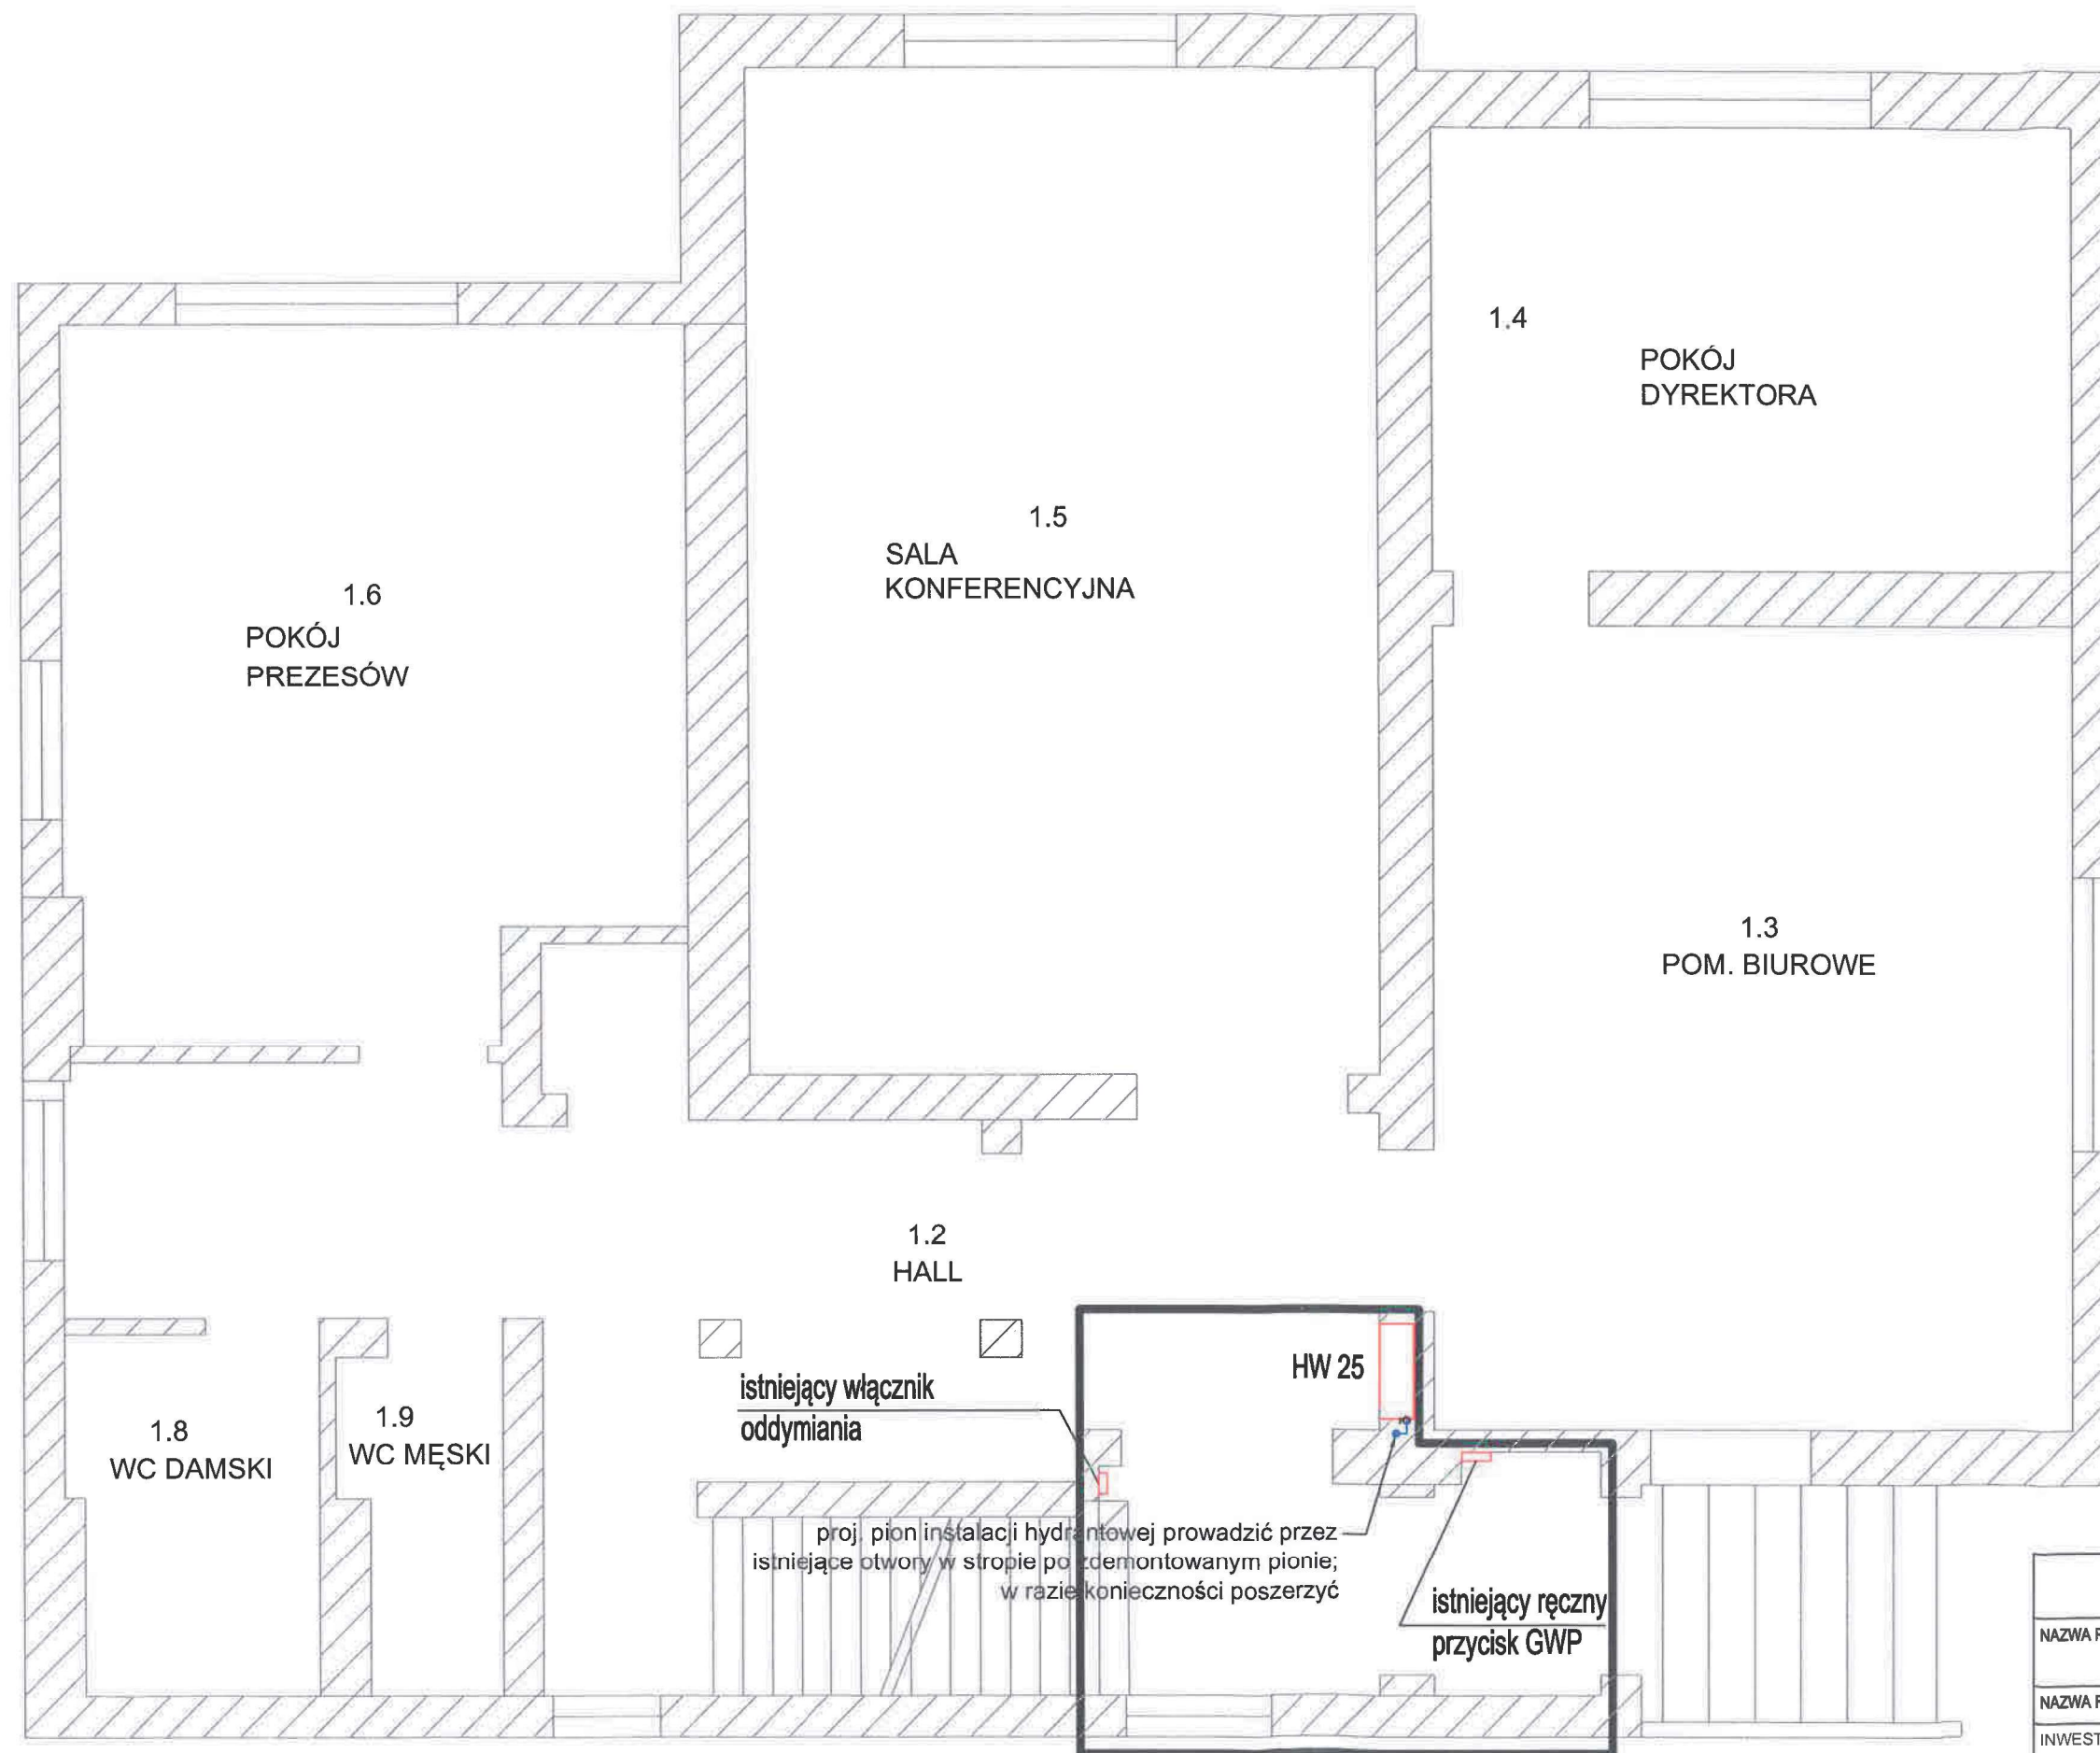 1.4
POKÓJ
DYREKTORA
1.5
SALA
KONFERENCYJNA
1.6
POKÓJ
PREZESÓW
1.3
POM. BIUROWE
1.2
HALL
HW 25
istniejący włącznik
oddymiania
1.8
WC DAMSKI
1.9
WC MĘSKI
proj. pion instalacji hydrantowej prowadzić przez
istniejące otwory w stropie po zdemontowanym pionie;
w razie konieczności poszerzyć
istniejący ręczny
przycisk GWP
NAZWA
NAZWA
INWEST